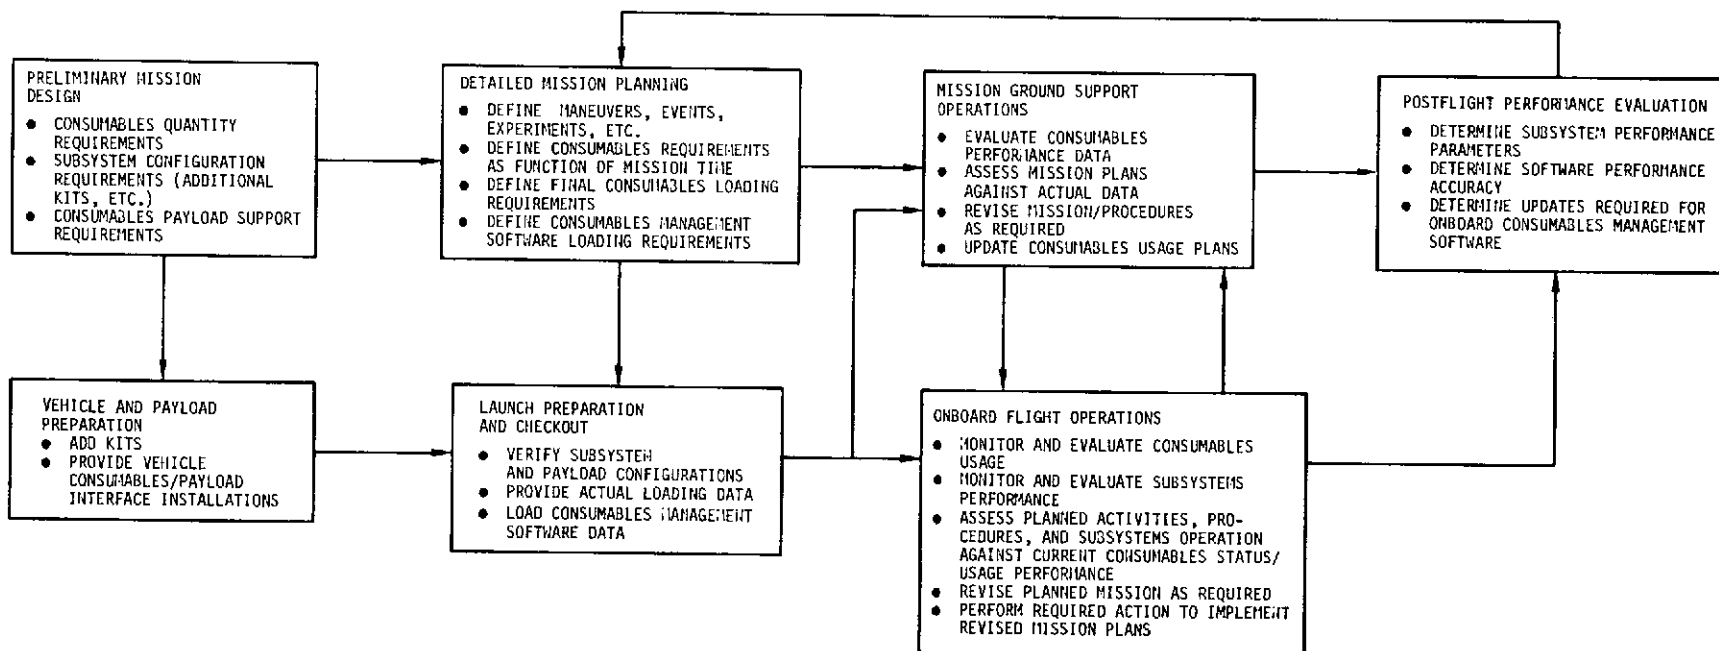 PRELIMINARY MISSION
DESIGN
● CONSUMABLES QUANTITY
REQUIREMENTS
● SUBSYSTEM CONFIGURATION
REQUIREMENTS (ADDITIONAL
KITS, ETC.)
● CONSUMABLES PAYLOAD SUPPORT
REQUIREMENTS
DETAILED MISSION PLANNING
● DEFINE MANEUVERS, EVENTS,
EXPERIMENTS, ETC.
● DEFINE CONSUMABLES REQUIREMENTS
AS FUNCTION OF MISSION TIME
● DEFINE FINAL CONSUMABLES LOADING
REQUIREMENTS
● DEFINE CONSUMABLES MANAGEMENT
SOFTWARE LOADING REQUIREMENTS
MISSION GROUND SUPPORT
OPERATIONS
● EVALUATE CONSUMABLES
PERFORMANCE DATA
● ASSESS MISSION PLANS
AGAINST ACTUAL DATA
● REVISE MISSION/PROCEDURES
AS REQUIRED
● UPDATE CONSUMABLES USAGE PLANS
POSTFLIGHT PERFORMANCE EVALUATION
● DETERMINE SUBSYSTEM PERFORMANCE
PARAMETERS
● DETERMINE SOFTWARE PERFORMANCE
ACCURACY
● DETERMINE UPDATES REQUIRED FOR
ONBOARD CONSUMABLES MANAGEMENT
SOFTWARE
VEHICLE AND PAYLOAD
PREPARATION
● ADD KITS
● PROVIDE VEHICLE
CONSUMABLES/PAYLOAD
INTERFACE INSTALLATIONS
LAUNCH PREPARATION
AND CHECKOUT
● VERIFY SUBSYSTEM
AND PAYLOAD CONFIGURATIONS
● PROVIDE ACTUAL LOADING DATA
● LOAD CONSUMABLES MANAGEMENT
SOFTWARE DATA
ONBOARD FLIGHT OPERATIONS
● MONITOR AND EVALUATE CONSUMABLES
USAGE
● MONITOR AND EVALUATE SUBSYSTEMS
PERFORMANCE
● ASSESS PLANNED ACTIVITIES, PRO-
CEDURES, AND SUBSYSTEMS OPERATION
AGAINST CURRENT CONSUMABLES STATUS/
USAGE PERFORMANCE
● REVISE PLANNED MISSION AS REQUIRED
● PERFORM REQUIRED ACTION TO IMPLEMENT
REVISED MISSION PLANS